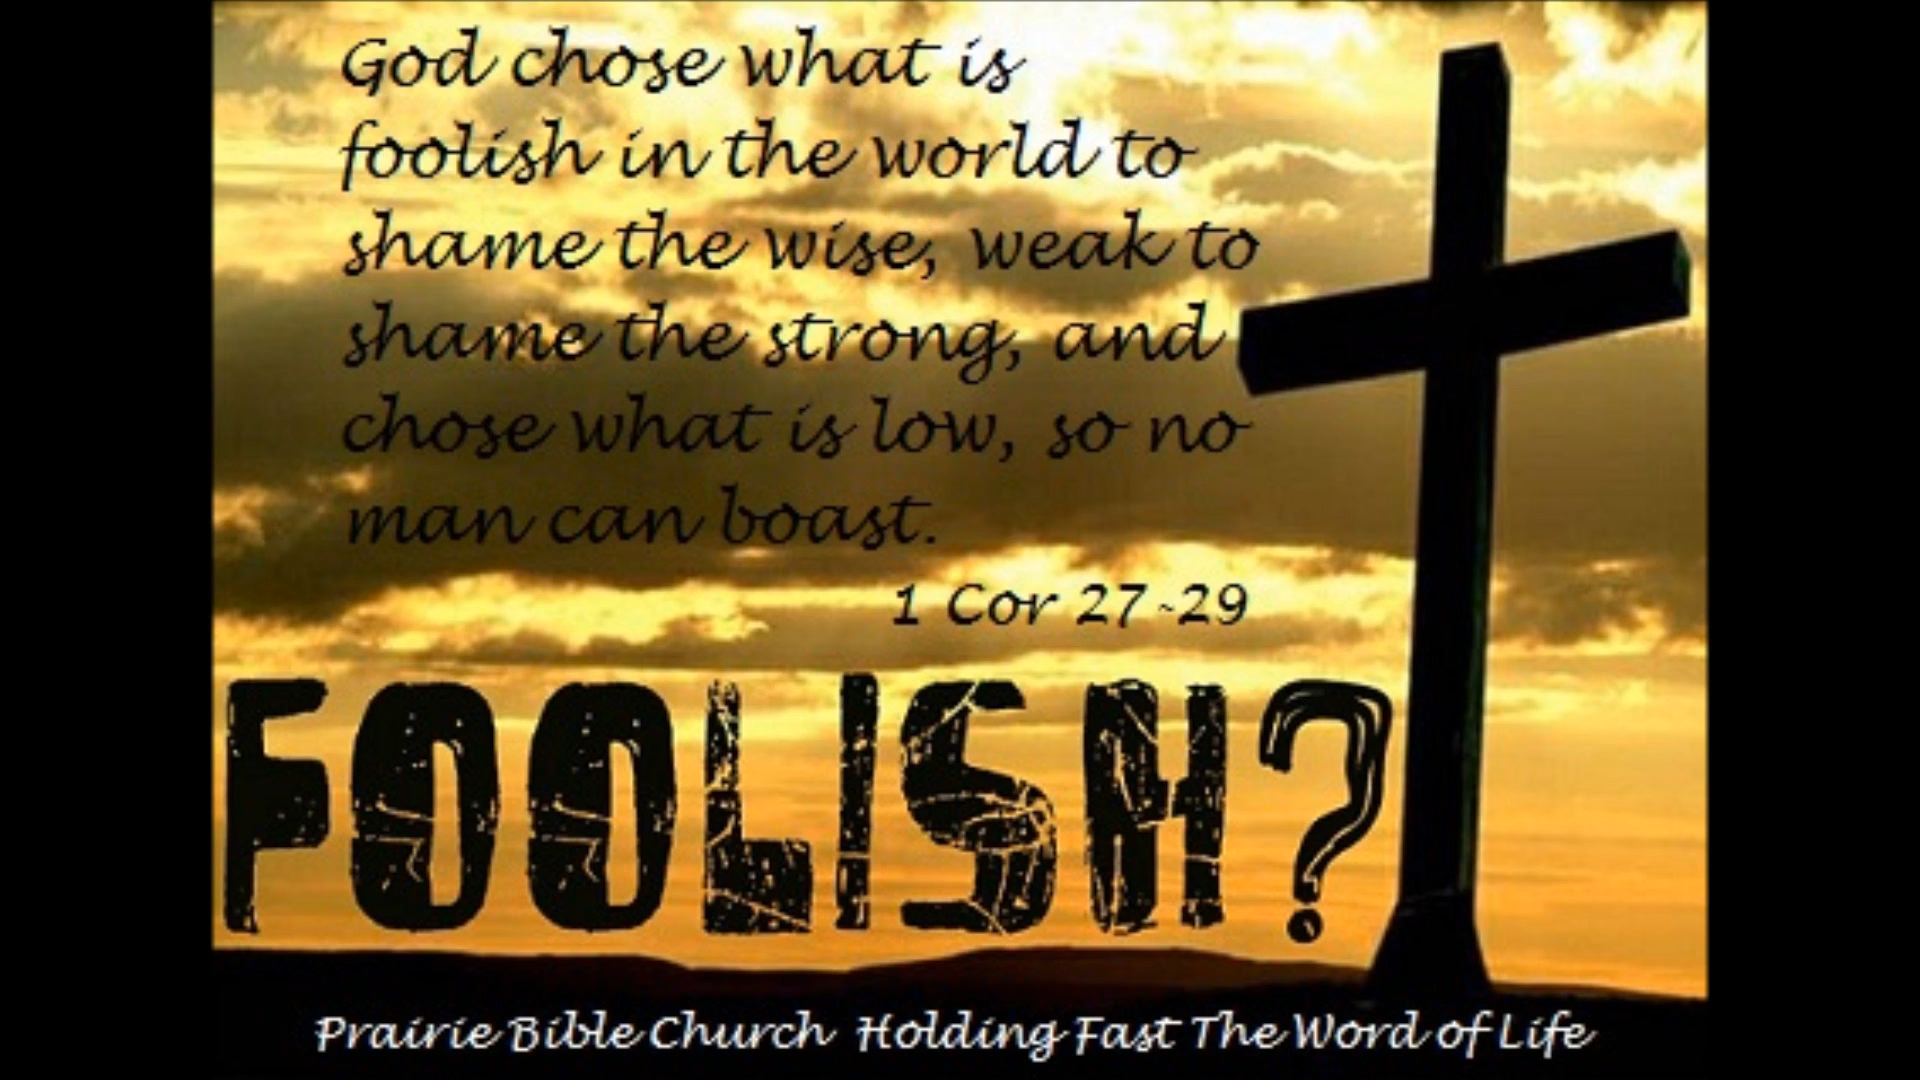 God chose what is
foolish in the world to
shame the wise, weak to
shame the strong, and
chose what is low, so no
man can boast.
1 Cor 27-29
FOOLISH?
Prairie Bible Church Holding Fast The Word of Life